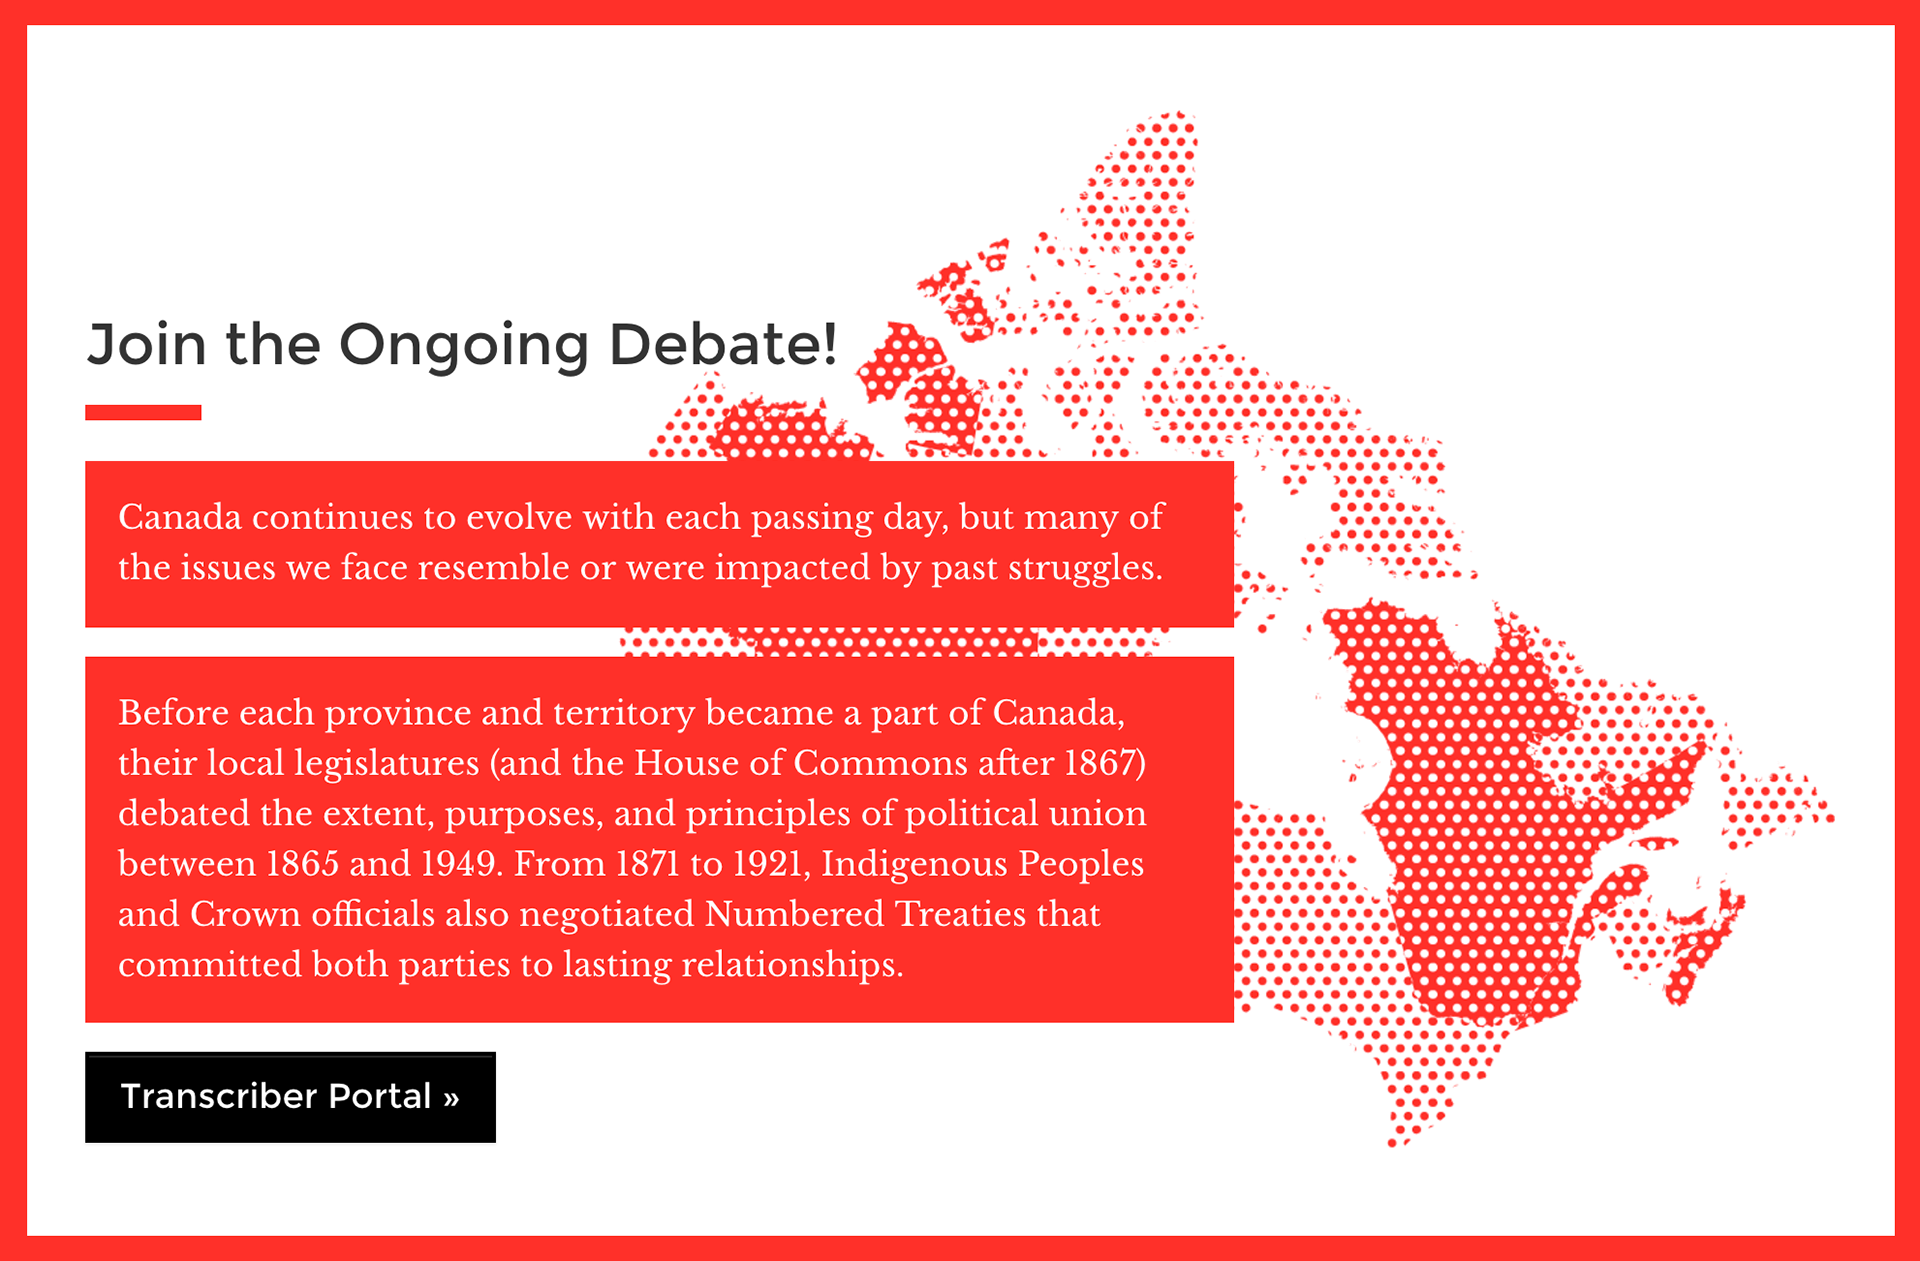 Join the Ongoing Debate!
Canada continues to evolve with each passing day, but many of
the issues we face resemble or were impacted by past struggles.
Before each province and territory became a part of Canada,
their local legislatures (and the House of Commons after 1867)
debated the extent, purposes, and principles of political union
between 1865 and 1949. From 1871 to 1921, Indigenous Peoples
and Crown officials also negotiated Numbered Treaties that
committed both parties to lasting relationships.
Transcriber Portal »